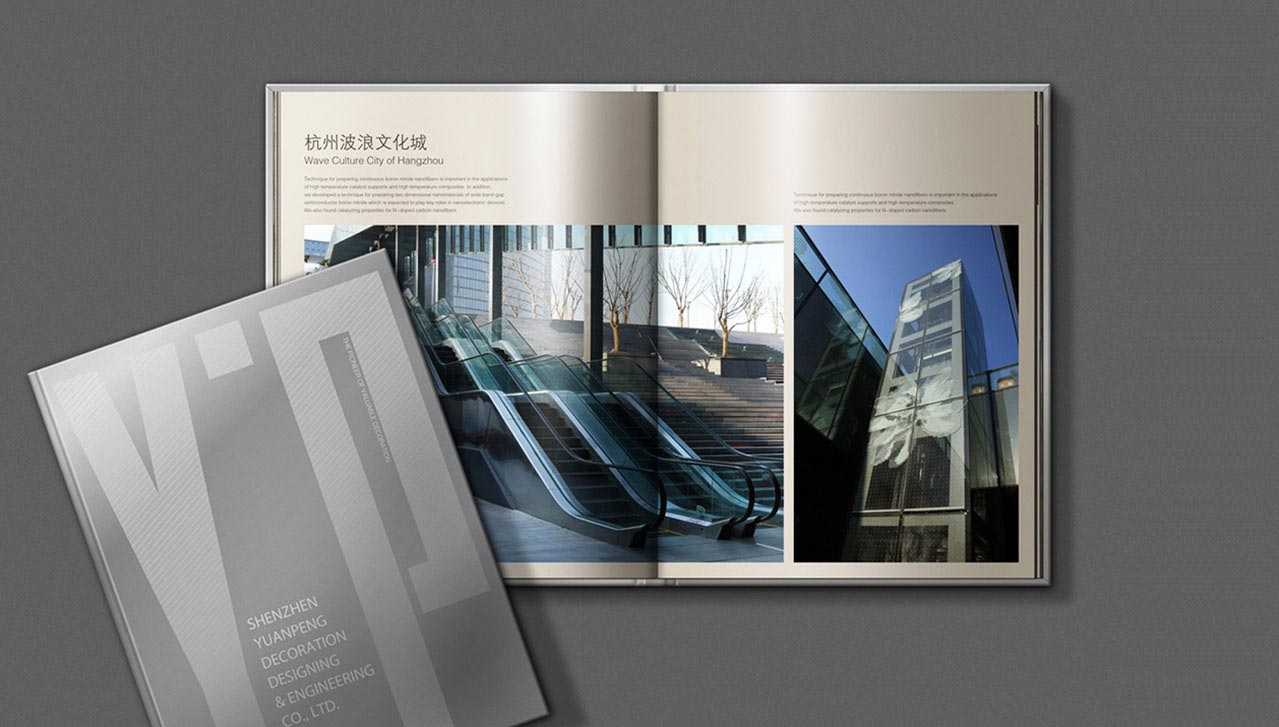 杭州波浪文化城
Wave Culture City of Hangzhou
Technique for preparing continuous boron nitride nanofibers is important in the applications
of high temperature catalyst supports and high temperature composites. In addition,
we developed a technique for preparing two dimensional nanomaterials of wide band gap
semiconductor boron nitride which is expected to play key roles in nanoelectronic devices.
We also found catalyzing properties for N-doped carbon nanofibers.
Technique for preparing continuous boron nitride nanofibers is important in the applications
of high temperature catalyst supports and high temperature composites.
We also found catalyzing properties for N-doped carbon nanofibers.
THE PIONEER OF VALUABLE DECORATION
SHENZHEN
YUANPENG
DECORATION
DESIGNING
& ENGINEERING
CO., LTD.